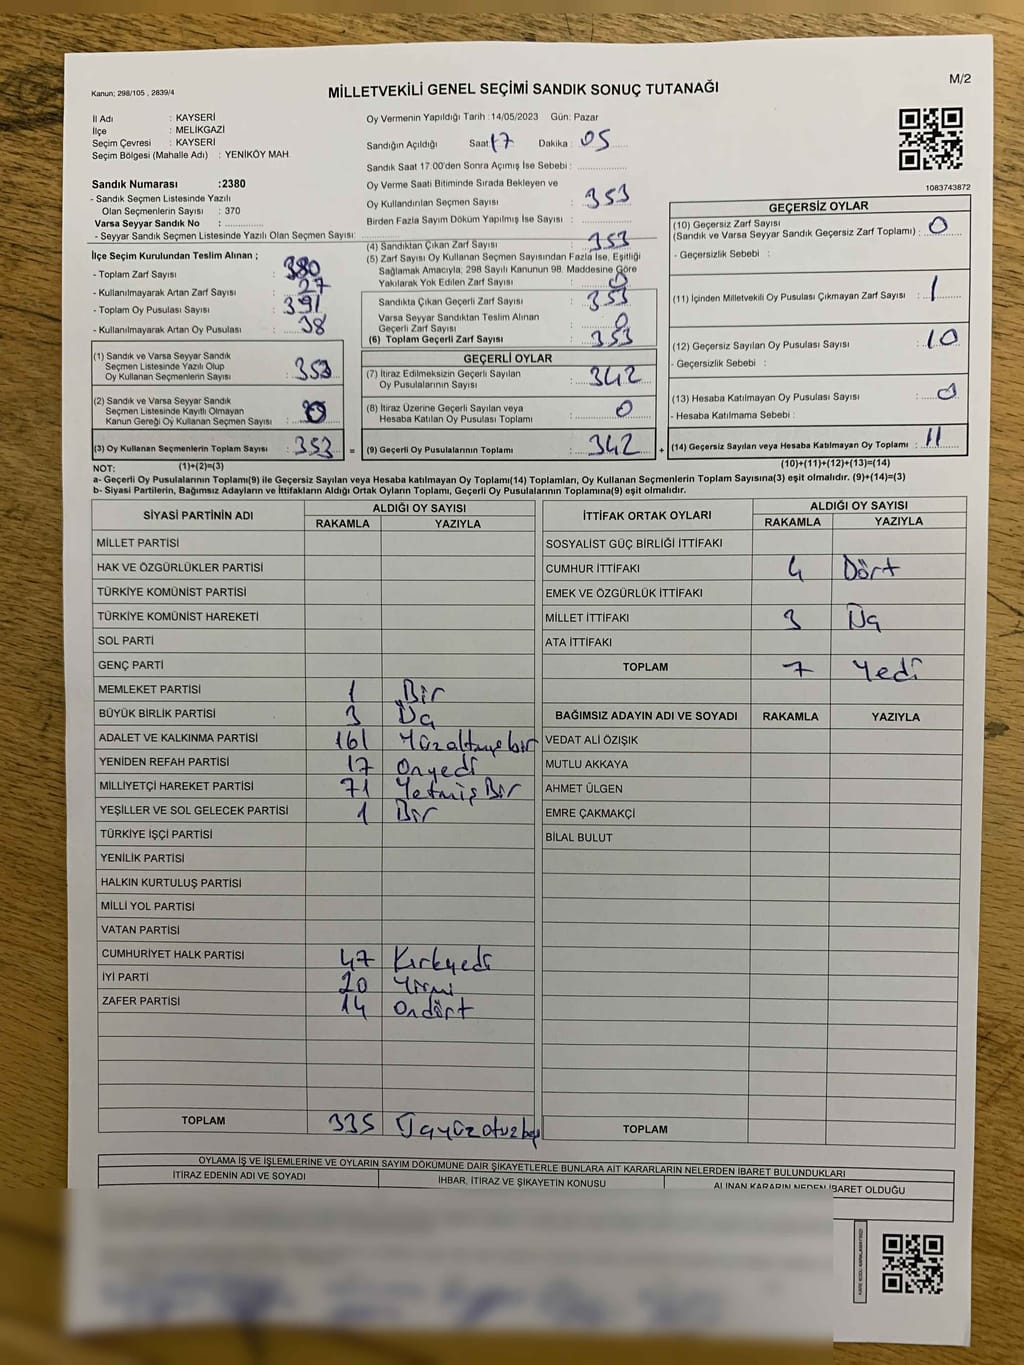 Kanun; 298/105 , 2839/4
MİLLETVEKİLİ GENEL SEÇİMİ SANDIK SONUÇ TUTANAĞI
M/2
İl Adı : KAYSERİ
İlçe : MELİKGAZİ
Seçim Çevresi : KAYSERİ
Seçim Bölgesi (Mahalle Adı) : YENİKÖY MAH.
Sandık Numarası :2380
- Sandık Seçmen Listesinde Yazılı
Olan Seçmenlerin Sayısı : 370
Varsa Seyyar Sandık No :
- Seyyar Sandık Seçmen Listesinde Yazılı Olan Seçmen Sayısı:
Oy Vermenin Yapıldığı Tarih :14/05/2023 Gün: Pazar
Sandığın Açıldığı Saat: 17 Dakika : 05
Sandık Saat 17:00'den Sonra Açımış İse Sebebi :
Oy Verme Saati Bitiminde Sırada Bekleyen ve
Oy Kullandırılan Seçmen Sayısı : 353
Birden Fazla Sayım Döküm Yapılmış İse Sayısı :
1083743872
İlçe Seçim Kurulundan Teslim Alınan ;
- Toplam Zarf Sayısı : 380
- Kullanılmayarak Artan Zarf Sayısı : 27
- Toplam Oy Pusulası Sayısı : 391
- Kullanılmayarak Artan Oy Pusulası : 38
(1) Sandık ve Varsa Seyyar Sandık
Seçmen Listesinde Yazılı Olup
Oy Kullanan Seçmenlerin Sayısı : 353
(2) Sandık ve Varsa Seyyar Sandık
Seçmen Listesinde Kayıtlı Olmayan
Kanun Gereği Oy Kullanan Seçmen Sayısı : 0
(3) Oy Kullanan Seçmenlerin Toplam Sayısı : 353 =
(4) Sandıktan Çıkan Zarf Sayısı : 353
(5) Zarf Sayısı Oy Kullanan Seçmen Sayısından Fazla İse, Eşitliği
Sağlamak Amacıyla, 298 Sayılı Kanunun 98. Maddesine Göre
Yakılarak Yok Edilen Zarf Sayısı : 0
Sandıkta Çıkan Geçerli Zarf Sayısı : 353
Varsa Seyyar Sandıktan Teslim Alınan
Geçerli Zarf Sayısı : 0
(6) Toplam Geçerli Zarf Sayısı : 353
GEÇERLİ OYLAR
(7) İtiraz Edilmeksizin Geçerli Sayılan
Oy Pusulalarının Sayısı : 342
(8) İtiraz Üzerine Geçerli Sayılan veya
Hesaba Katılan Oy Pusulası Toplamı : 0
(9) Geçerli Oy Pusulalarının Toplamı : 342 +
GEÇERSİZ OYLAR
(10) Geçersiz Zarf Sayısı
(Sandık ve Varsa Seyyar Sandık Geçersiz Zarf Toplamı) : 0
- Geçersizlik Sebebi :
(11) İçinden Milletvekili Oy Pusulası Çıkmayan Zarf Sayısı : 1
(12) Geçersiz Sayılan Oy Pusulası Sayısı : 10
- Geçersizlik Sebebi :
(13) Hesaba Katılmayan Oy Pusulası Sayısı : 0
- Hesaba Katılmama Sebebi :
(14) Geçersiz Sayılan veya Hesaba Katılmayan Oy Toplamı : 11
NOT: (1)+(2)=(3) (10)+(11)+(12)+(13)=(14)
a- Geçerli Oy Pusulalarının Toplamı(9) ile Geçersiz Sayılan veya Hesaba katılmayan Oy Toplamı(14) Toplamları, Oy Kullanan Seçmenlerin Toplam Sayısına(3) eşit olmalıdır. (9)+(14)=(3)
b- Siyasi Partilerin, Bağımsız Adayların ve İttifakların Aldığı Ortak Oyların Toplamı, Geçerli Oy Pusulalarının Toplamına(9) eşit olmalıdır.
SİYASİ PARTİNİN ADI ALDIĞI OY SAYISI
RAKAMLA YAZIYLA
MİLLET PARTİSİ
HAK VE ÖZGÜRLÜKLER PARTİSİ
TÜRKİYE KOMÜNİST PARTİSİ
TÜRKİYE KOMÜNİST HAREKETİ
SOL PARTİ
GENÇ PARTİ
MEMLEKET PARTİSİ 1 Bir
BÜYÜK BİRLİK PARTİSİ 3 Üç
ADALET VE KALKINMA PARTİSİ 161 Yüzaltmışbir
YENİDEN REFAH PARTİSİ 17 Onyedi
MİLLİYETÇİ HAREKET PARTİSİ 71 Yetmiş Bir
YEŞİLLER VE SOL GELECEK PARTİSİ 1 Bir
TÜRKİYE İŞÇİ PARTİSİ
YENİLİK PARTİSİ
HALKIN KURTULUŞ PARTİSİ
MİLLİ YOL PARTİSİ
VATAN PARTİSİ
CUMHURİYET HALK PARTİSİ 47 Kırkyedi
İYİ PARTİ 20 Yirmi
ZAFER PARTİSİ 14 Ondört
TOPLAM 335 Üçyüzotuzbeş
İTTİFAK ORTAK OYLARI ALDIĞI OY SAYISI
RAKAMLA YAZIYLA
SOSYALİST GÜÇ BİRLİĞİ İTTİFAKI
CUMHUR İTTİFAKI 4 Dört
EMEK VE ÖZGÜRLÜK İTTİFAKI
MİLLET İTTİFAKI 3 Üç
ATA İTTİFAKI
TOPLAM 7 Yedi
BAĞIMSIZ ADAYIN ADI VE SOYADI RAKAMLA YAZIYLA
VEDAT ALİ ÖZIŞIK
MUTLU AKKAYA
AHMET ÜLGEN
EMRE ÇAKMAKÇİ
BİLAL BULUT
TOPLAM
OYLAMA İŞ VE İŞLEMLERİNE VE OYLARIN SAYIM DÖKÜMÜNE DAİR ŞİKAYETLERLE BUNLARA AİT KARARLARIN NELERDEN İBARET BULUNDUKLARI
İTİRAZ EDENİN ADI VE SOYADI İHBAR, İTİRAZ VE ŞİKAYETİN KONUSU ALINAN KARARIN NEDEN İBARET OLDUĞU